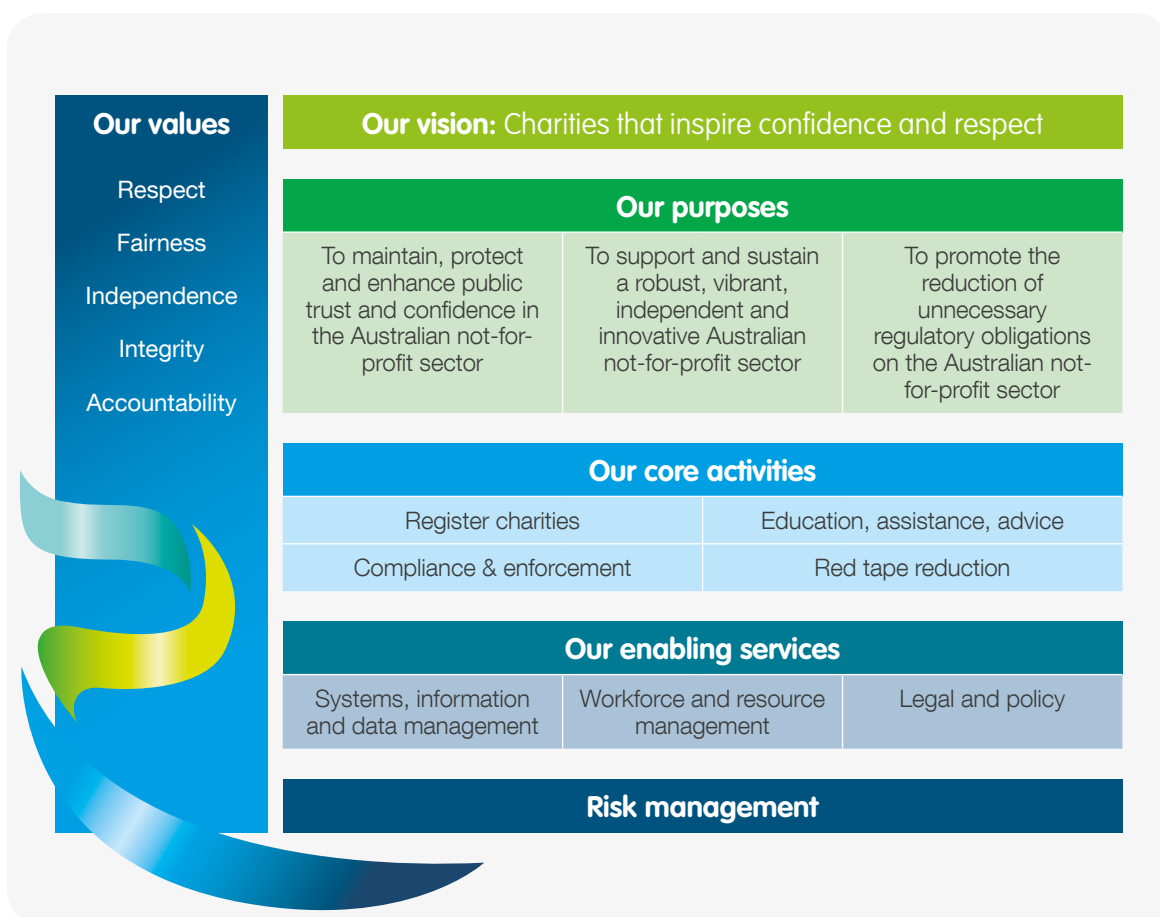 Our values
Respect
Fairness
Independence
Integrity
Accountability
Our vision: Charities that inspire confidence and respect
Our purposes
To maintain, protect
and enhance public
trust and confidence in
the Australian not-for-
profit sector
To support and sustain
a robust, vibrant,
independent and
innovative Australian
not-for-profit sector
To promote the
reduction of
unnecessary
regulatory obligations
on the Australian not-
for-profit sector
Our core activities
Register charities
Education, assistance, advice
Compliance & enforcement
Red tape reduction
Our enabling services
Systems, information
and data management
Workforce and resource
management
Legal and policy
Risk management